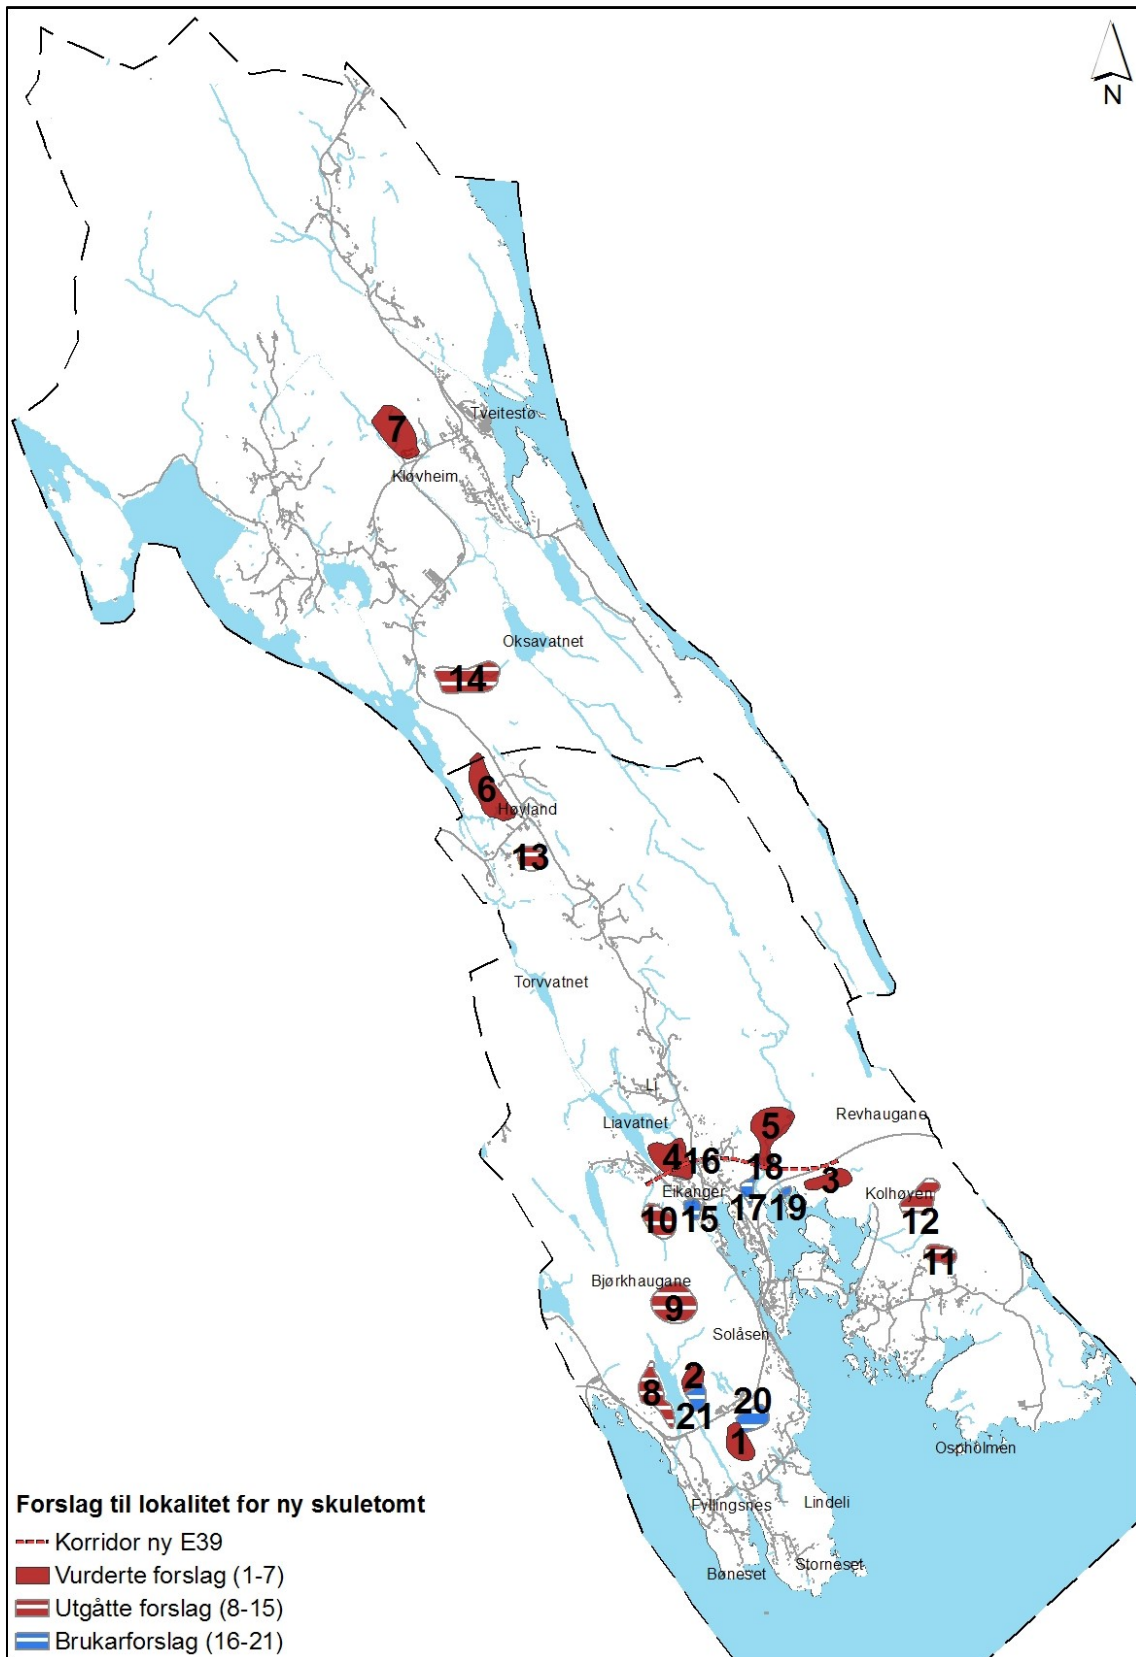 N
Tveitestø
7
Kløvheim
Oksavatnet
14
6
Høyland
13
Torvvatnet
Li
Revhaugane
Liavatnet
5
4
16
18
3
Eikanger
Kolhøven
17
19
10
15
12
11
Bjørkhaugane
9
Solåsen
2
8
20
21
1
Ospholmen
Fyllingsnes
Lindeli
Storneset
Bøneset
Forslag til lokalitet for ny skuletomt
Korridor ny E39
Vurderte forslag (1-7)
Utgåtte forslag (8-15)
Brukarforslag (16-21)